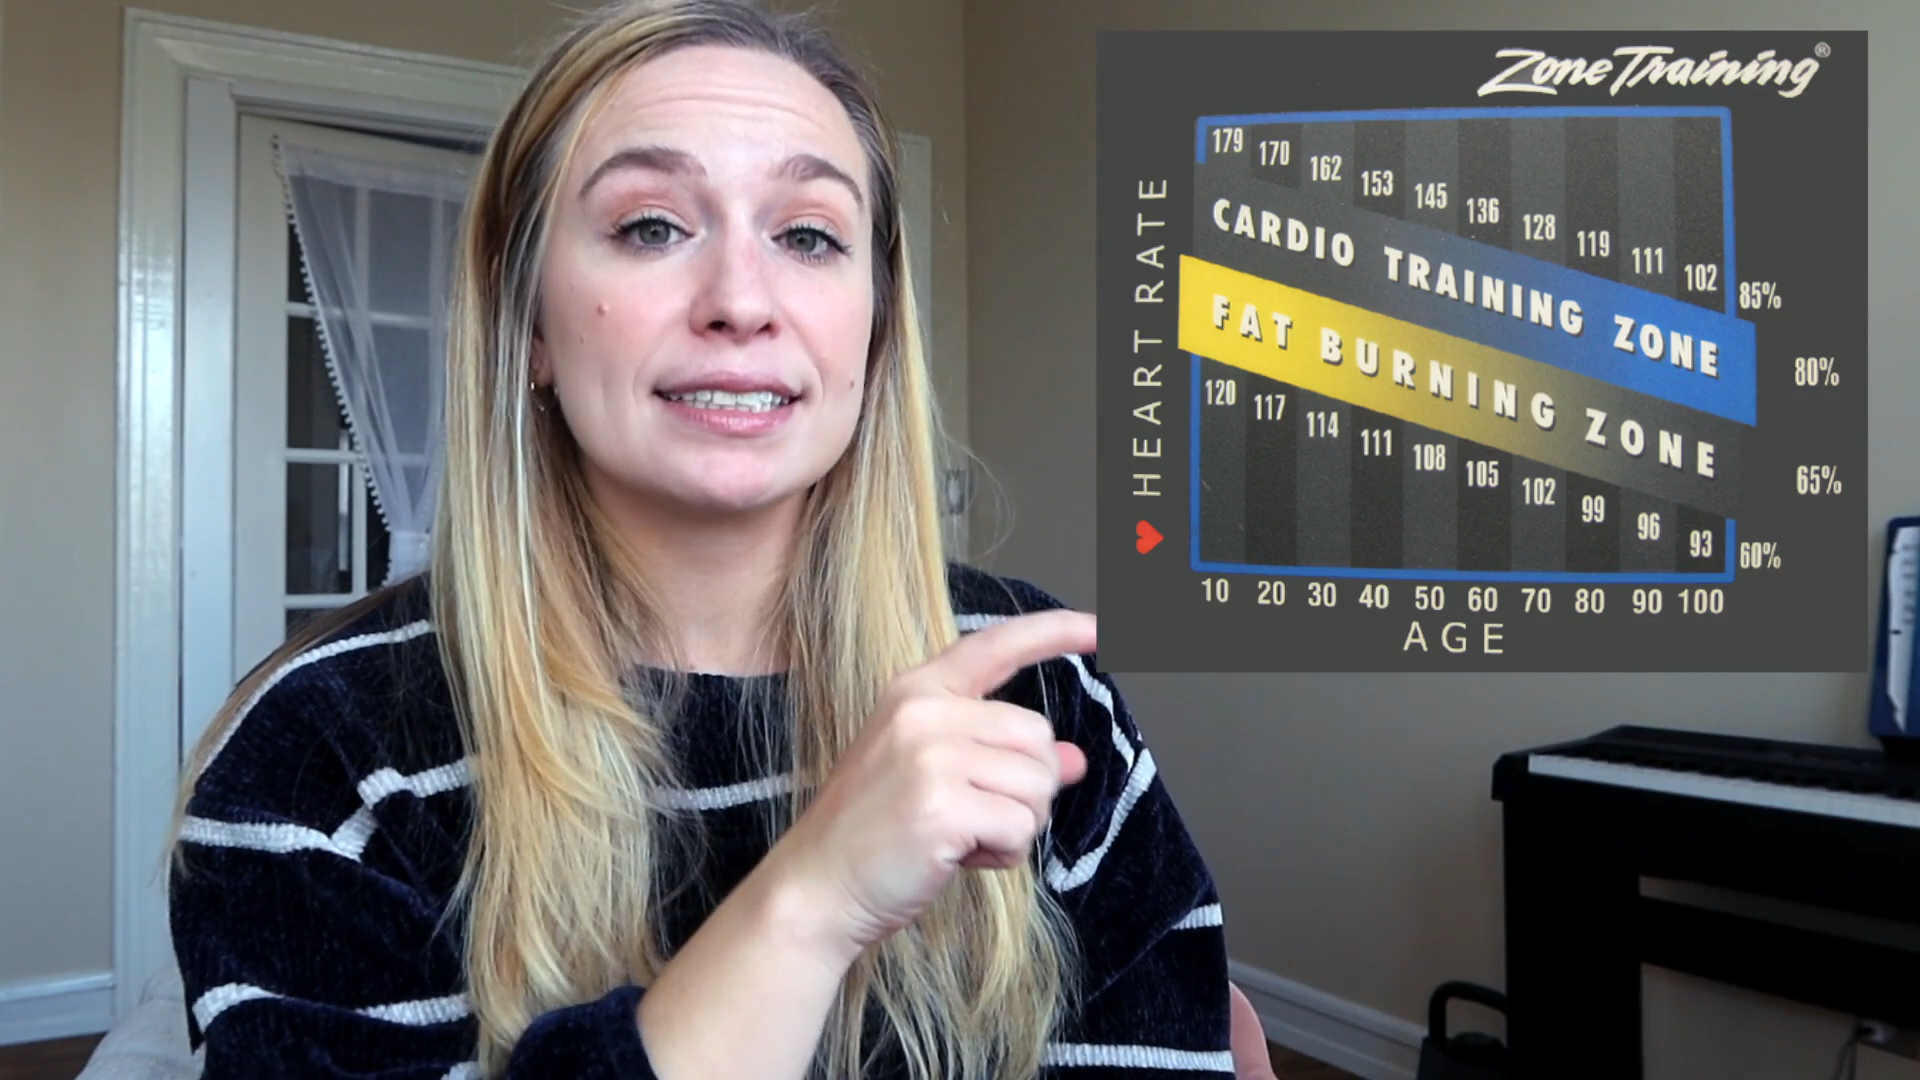 Zone Training®
179 170 162 153 145 136 128 119 111 102
85%
CARDIO TRAINING ZONE
80%
FAT BURNING ZONE
65%
120 117 114 111 108 105 102 99 96 93
60%
HEART RATE
10 20 30 40 50 60 70 80 90 100
AGE